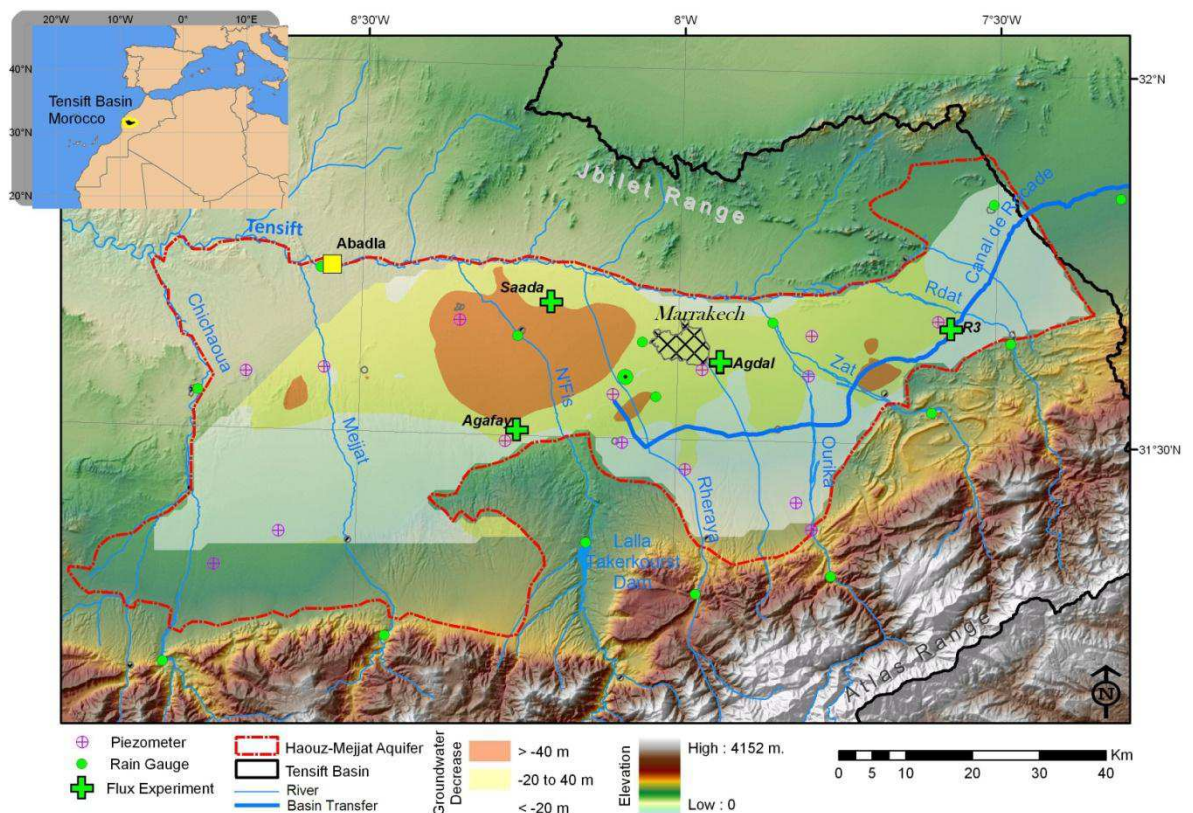 20°W
10°W
0°
10°E
40°N
30°N
20°N
Tensift Basin
Morocco
8°30'W
8°W
7°30'W
32°N
31°30'N
Jbilet Range
Canal de Rocade
Tensift
Abadla
Saada
Marrakech
Rdat
R3
Chichaoua
Agdal
Zat
N'Fis
Agafay
Mejjat
Ourika
Rheraya
Lalla
Takerkoust
Dam
Atlas Range
N
Piezometer
Rain Gauge
Flux Experiment
Haouz-Mejjat Aquifer
Tensift Basin
River
Basin Transfer
Groundwater
Decrease
> -40 m
-20 to 40 m
< -20 m
Elevation
High : 4152 m.
Low : 0
Km
0 5 10 20 30 40